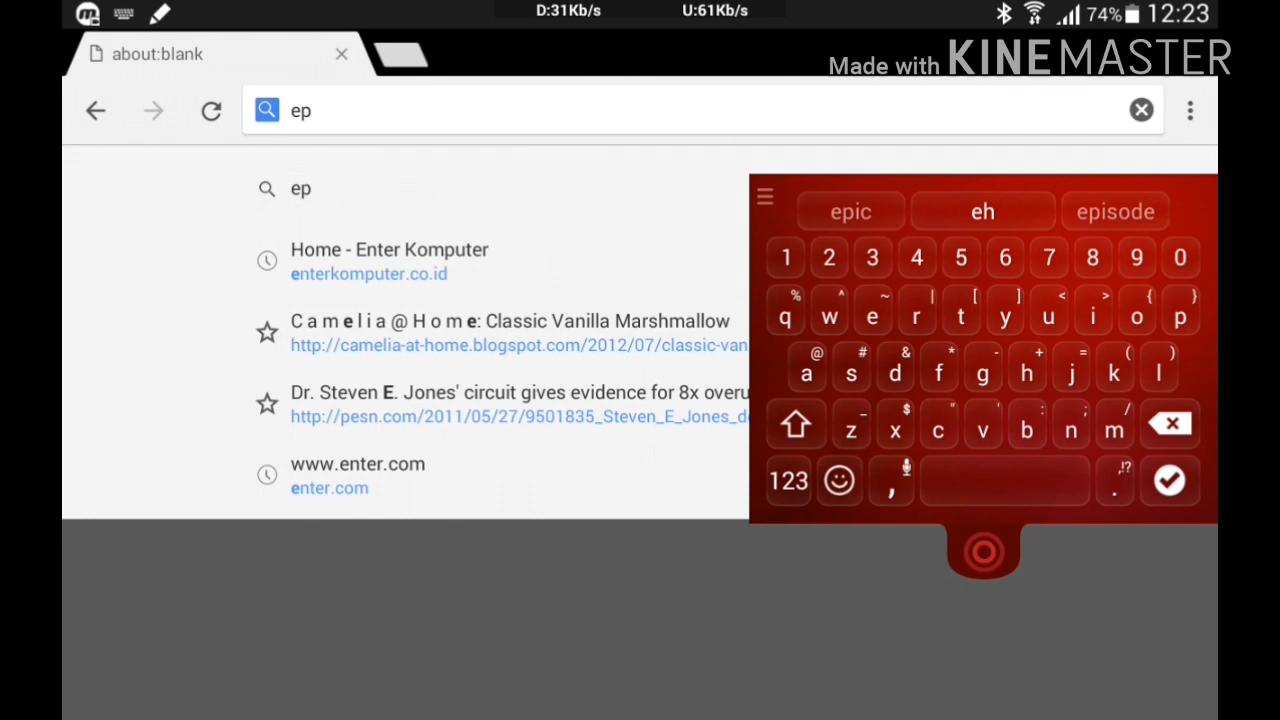 D:31Kb/s U:61Kb/s 74% 12:23
about:blank
Made with KINEMASTER
ep
ep
Home - Enter Komputer
enterkomputer.co.id
C a m e l i a @ H o m e: Classic Vanilla Marshmallow
http://camelia-at-home.blogspot.com/2012/07/classic-van
Dr. Steven E. Jones' circuit gives evidence for 8x overu
http://pesn.com/2011/05/27/9501835_Steven_E_Jones_d
www.enter.com
enter.com
epic eh episode
1 2 3 4 5 6 7 8 9 0
% ^ ~ | [ ] < > { }
q w e r t y u i o p
@ # & * - + = ( )
a s d f g h j k l
_ $ " ' : ; /
z x c v b n m
,!?
123 , .